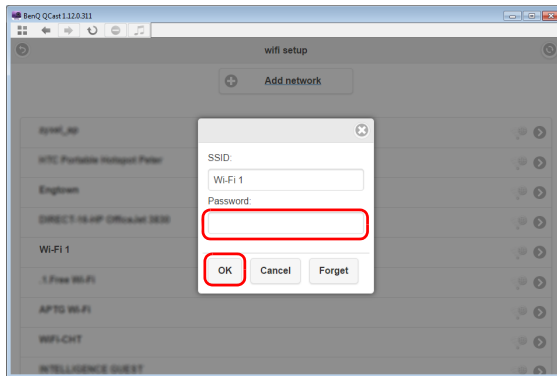 BenQ QCast 1.12.0.311
wifi setup
Add network
HTC Portable Hotspot Peter
Engtown
DIRECT-16-HP OfficeJet 3830
SSID:
Wi-Fi 1
Password:
OK Cancel Forget
Wi-Fi 1
.1.Free Wi-Fi
APTG Wi-Fi
WIFI-CHT
INTELLIGENCE GUEST